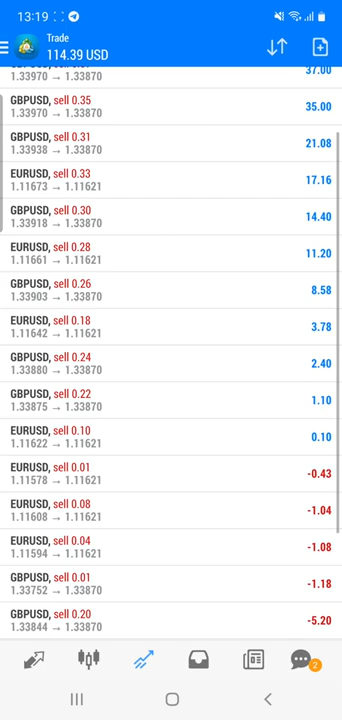 13:19
Trade
114.39 USD
37.00
1.33970 → 1.33870
GBPUSD, sell 0.35
35.00
1.33970 → 1.33870
GBPUSD, sell 0.31
21.08
1.33938 → 1.33870
EURUSD, sell 0.33
17.16
1.11673 → 1.11621
GBPUSD, sell 0.30
14.40
1.33918 → 1.33870
EURUSD, sell 0.28
11.20
1.11661 → 1.11621
GBPUSD, sell 0.26
8.58
1.33903 → 1.33870
EURUSD, sell 0.18
3.78
1.11642 → 1.11621
GBPUSD, sell 0.24
2.40
1.33880 → 1.33870
GBPUSD, sell 0.22
1.10
1.33875 → 1.33870
EURUSD, sell 0.10
0.10
1.11622 → 1.11621
EURUSD, sell 0.01
-0.43
1.11578 → 1.11621
EURUSD, sell 0.08
-1.04
1.11608 → 1.11621
EURUSD, sell 0.04
-1.08
1.11594 → 1.11621
GBPUSD, sell 0.01
-1.18
1.33752 → 1.33870
GBPUSD, sell 0.20
-5.20
1.33844 → 1.33870
2